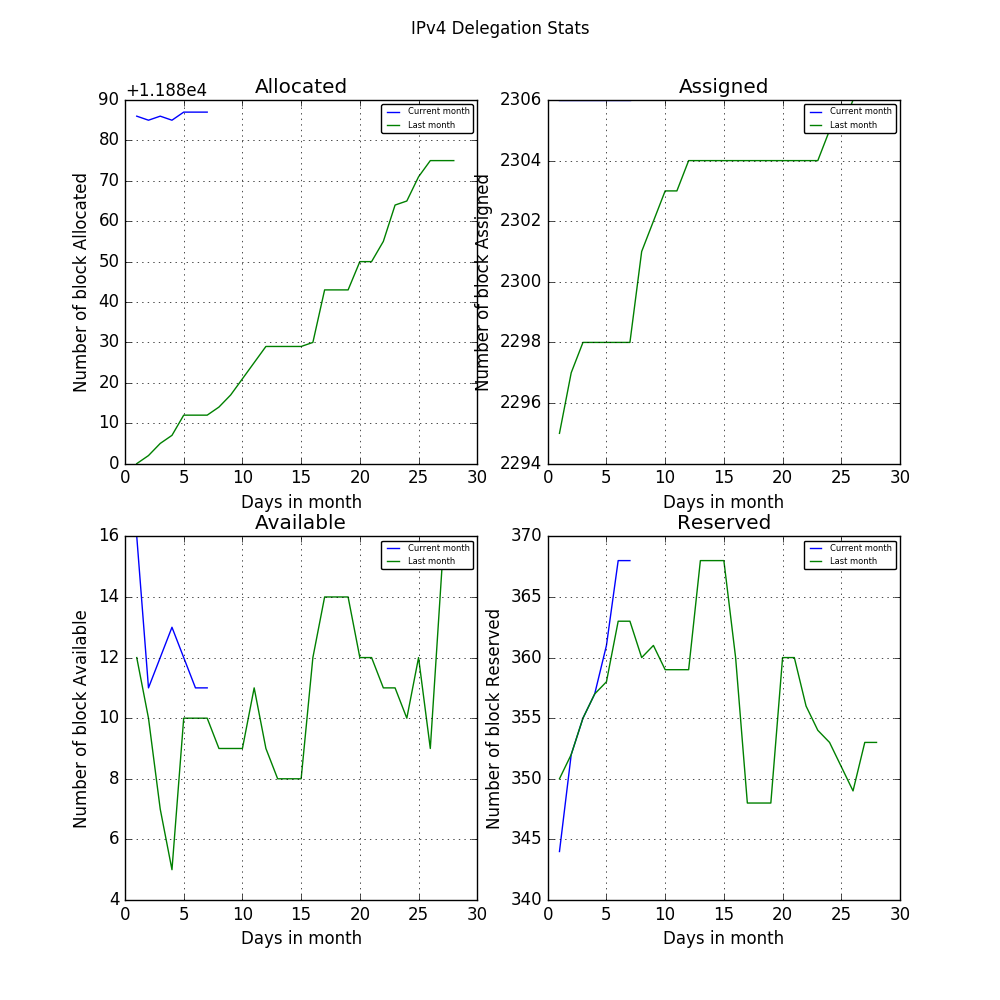 IPv4 Delegation Stats
+1.188e4
Allocated
Number of block Allocated
90
80
70
60
50
40
30
20
10
0
Current month
Last month
0 5 10 15 20 25 30
Days in month
Assigned
Number of block Assigned
2306
2304
2302
2300
2298
2296
2294
Current month
Last month
0 5 10 15 20 25 30
Days in month
Available
Number of block Available
16
14
12
10
8
6
4
Current month
Last month
0 5 10 15 20 25 30
Days in month
Reserved
Number of block Reserved
370
365
360
355
350
345
340
Current month
Last month
0 5 10 15 20 25 30
Days in month